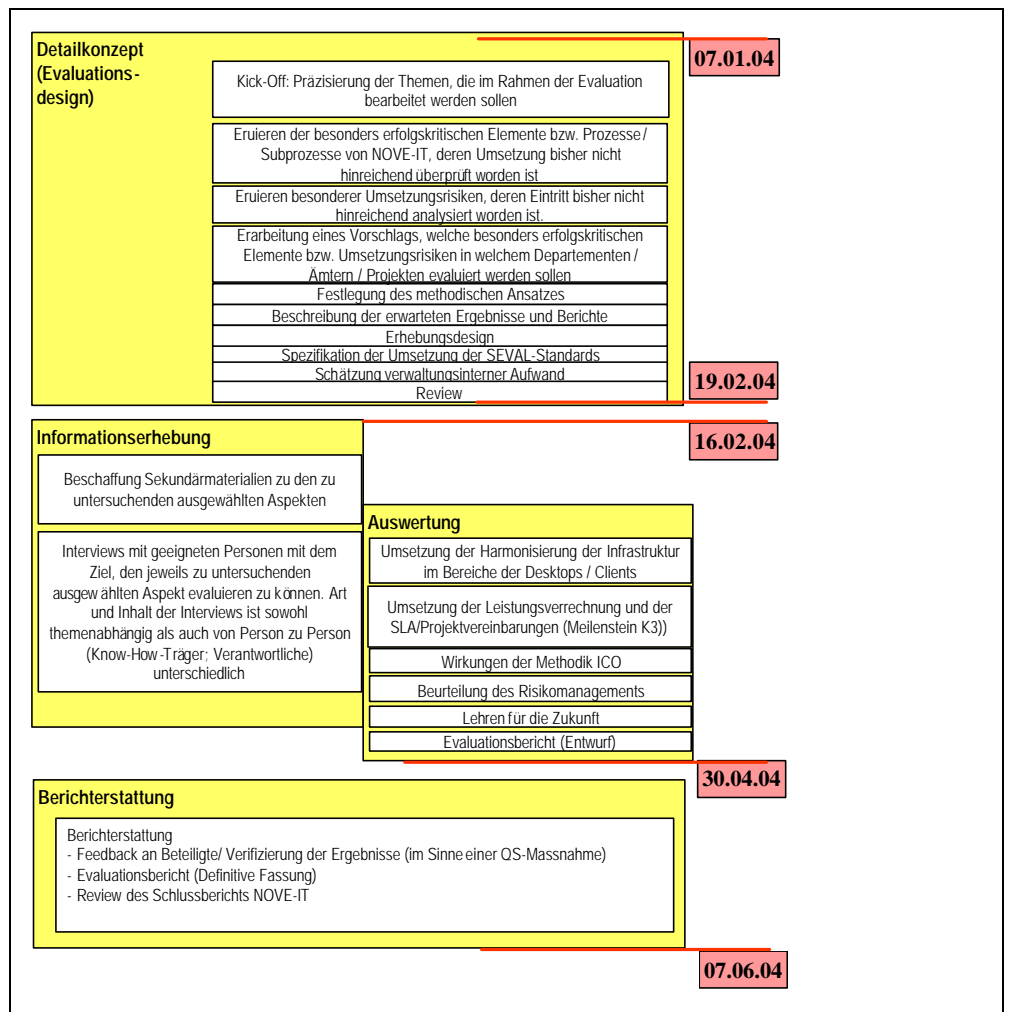 Detailkonzept
(Evaluations-
design)
07.01.04
Kick-Off: Präzisierung der Themen, die im Rahmen der Evaluation
bearbeitet werden sollen
Eruieren der besonders erfolgskritischen Elemente bzw. Prozesse /
Subprozesse von NOVE-IT, deren Umsetzung bisher nicht
hinreichend überprüft worden ist
Eruieren besonderer Umsetzungsrisiken, deren Eintritt bisher nicht
hinreichend analysiert worden ist.
Erarbeitung eines Vorschlags, welche besonders erfolgskritischen
Elemente bzw. Umsetzungsrisiken in welchem Departementen /
Ämtern / Projekten evaluiert werden sollen
Festlegung des methodischen Ansatzes
Beschreibung der erwarteten Ergebnisse und Berichte
Erhebungsdesign
Spezifikation der Umsetzung der SEVAL-Standards
Schätzung verwaltungsinterner Aufwand
Review
19.02.04
16.02.04
Informationserhebung
Beschaffung Sekundärmaterialien zu den zu
untersuchenden ausgewählten Aspekten
Interviews mit geeigneten Personen mit dem
Ziel, den jeweils zu untersuchenden
ausgewählten Aspekt evaluieren zu können. Art
und Inhalt der Interviews ist sowohl
themenabhängig als auch von Person zu Person
(Know-How-Träger; Verantwortliche)
unterschiedlich
Auswertung
Umsetzung der Harmonisierung der Infrastruktur
im Bereiche der Desktops / Clients
Umsetzung der Leistungsverrechnung und der
SLA/Projektvereinbarungen (Meilenstein K3))
Wirkungen der Methodik ICO
Beurteilung des Risikomanagements
Lehren für die Zukunft
Evaluationsbericht (Entwurf)
30.04.04
Berichterstattung
Berichterstattung
- Feedback an Beteiligte/ Verifizierung der Ergebnisse (im Sinne einer QS-Massnahme)
- Evaluationsbericht (Definitive Fassung)
- Review des Schlussberichts NOVE-IT
07.06.04